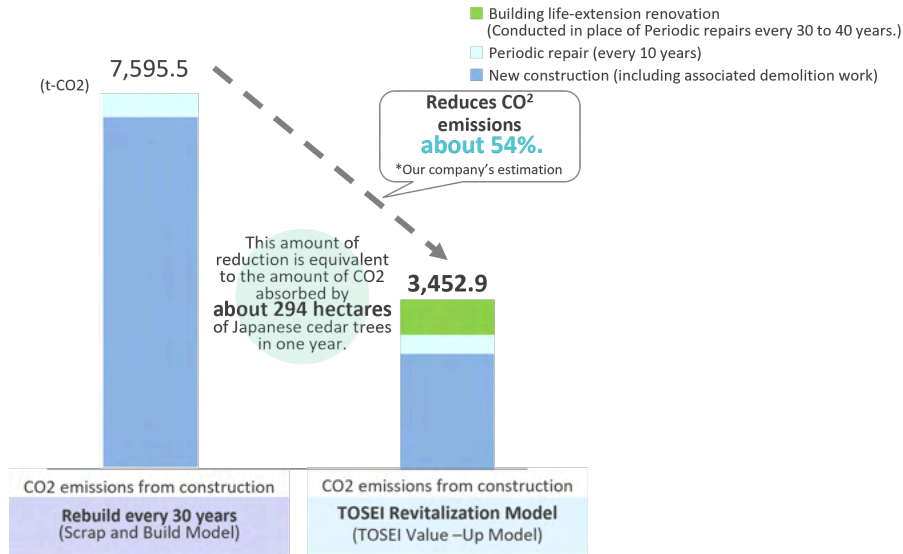 Building life-extension renovation
(Conducted in place of Periodic repairs every 30 to 40 years.)
Periodic repair (every 10 years)
New construction (including associated demolition work)
7,595.5
(t-CO2)
Reduces CO²
emissions
about 54%.
*Our company's estimation
This amount of
reduction is equivalent
to the amount of CO2
absorbed by
about 294 hectares
of Japanese cedar trees
in one year.
3,452.9
CO2 emissions from construction
Rebuild every 30 years
(Scrap and Build Model)
CO2 emissions from construction
TOSEI Revitalization Model
(TOSEI Value –Up Model)